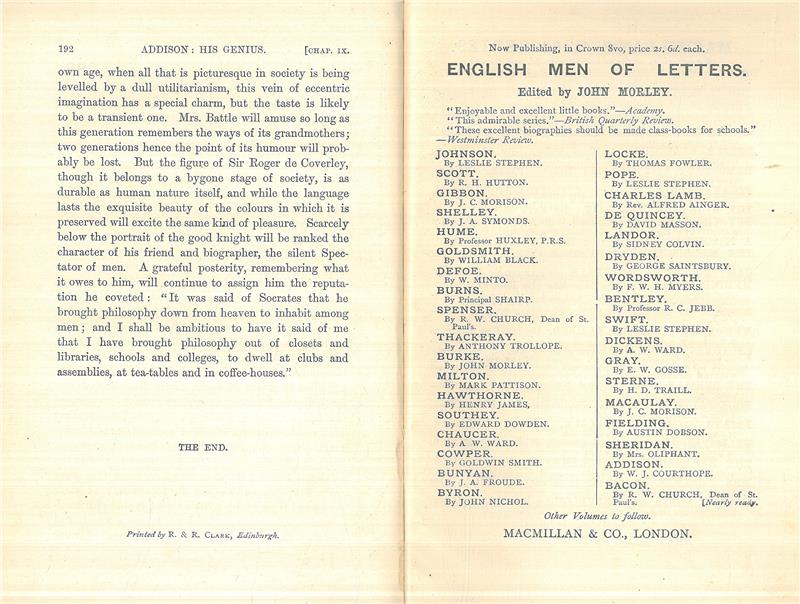 192 ADDISON: HIS GENIUS. [CHAP. IX.
own age, when all that is picturesque in society is being
levelled by a dull utilitarianism, this vein of eccentric
imagination has a special charm, but the taste is likely
to be a transient one. Mrs. Battle will amuse so long as
this generation remembers the ways of its grandmothers;
two generations hence the point of its humour will prob-
ably be lost. But the figure of Sir Roger de Coverley,
though it belongs to a bygone stage of society, is as
durable as human nature itself, and while the language
lasts the exquisite beauty of the colours in which it is
preserved will excite the same kind of pleasure. Scarcely
below the portrait of the good knight will be ranked the
character of his friend and biographer, the silent Spec-
tator of men. A grateful posterity, remembering what
it owes to him, will continue to assign him the reputa-
tion he coveted: "It was said of Socrates that he
brought philosophy down from heaven to inhabit among
men; and I shall be ambitious to have it said of me
that I have brought philosophy out of closets and
libraries, schools and colleges, to dwell at clubs and
assemblies, at tea-tables and in coffee-houses."
THE END.
Printed by R. & R. CLARK, Edinburgh.
Now Publishing, in Crown 8vo, price 2s. 6d. each.
ENGLISH MEN OF LETTERS.
Edited by JOHN MORLEY.
"Enjoyable and excellent little books."—Academy.
"This admirable series."—British Quarterly Review.
"These excellent biographies should be made class-books for schools."
—Westminster Review.
JOHNSON.
By LESLIE STEPHEN.
SCOTT.
By R. H. HUTTON.
GIBBON.
By J. C. MORISON.
SHELLEY.
By J. A. SYMONDS.
HUME.
By Professor HUXLEY, P.R.S.
GOLDSMITH.
By WILLIAM BLACK.
DEFOE.
By W. MINTO.
BURNS.
By Principal SHAIRP.
SPENSER.
By R. W. CHURCH, Dean of St.
Paul's.
THACKERAY.
By ANTHONY TROLLOPE.
BURKE.
By JOHN MORLEY.
MILTON.
By MARK PATTISON.
HAWTHORNE.
By HENRY JAMES,
SOUTHEY.
By EDWARD DOWDEN.
CHAUCER.
By A. W. WARD.
COWPER.
By GOLDWIN SMITH.
BUNYAN.
By J. A. FROUDE.
BYRON.
By JOHN NICHOL.
LOCKE.
By THOMAS FOWLER.
POPE.
By LESLIE STEPHEN.
CHARLES LAMB.
By Rev. ALFRED AINGER.
DE QUINCEY.
By DAVID MASSON.
LANDOR.
By SIDNEY COLVIN.
DRYDEN.
By GEORGE SAINTSBURY.
WORDSWORTH.
By F. W. H. MYERS.
BENTLEY.
By Professor R. C. JEBB.
SWIFT.
By LESLIE STEPHEN.
DICKENS.
By A. W. WARD.
GRAY.
By E. W. GOSSE.
STERNE.
By H. D. TRAILL.
MACAULAY.
By J. C. MORISON.
FIELDING.
By AUSTIN DOBSON.
SHERIDAN.
By Mrs. OLIPHANT.
ADDISON.
By W. J. COURTHOPE.
BACON.
By R. W. CHURCH, Dean of St.
Paul's. [Nearly ready.
Other Volumes to follow.
MACMILLAN & CO., LONDON.